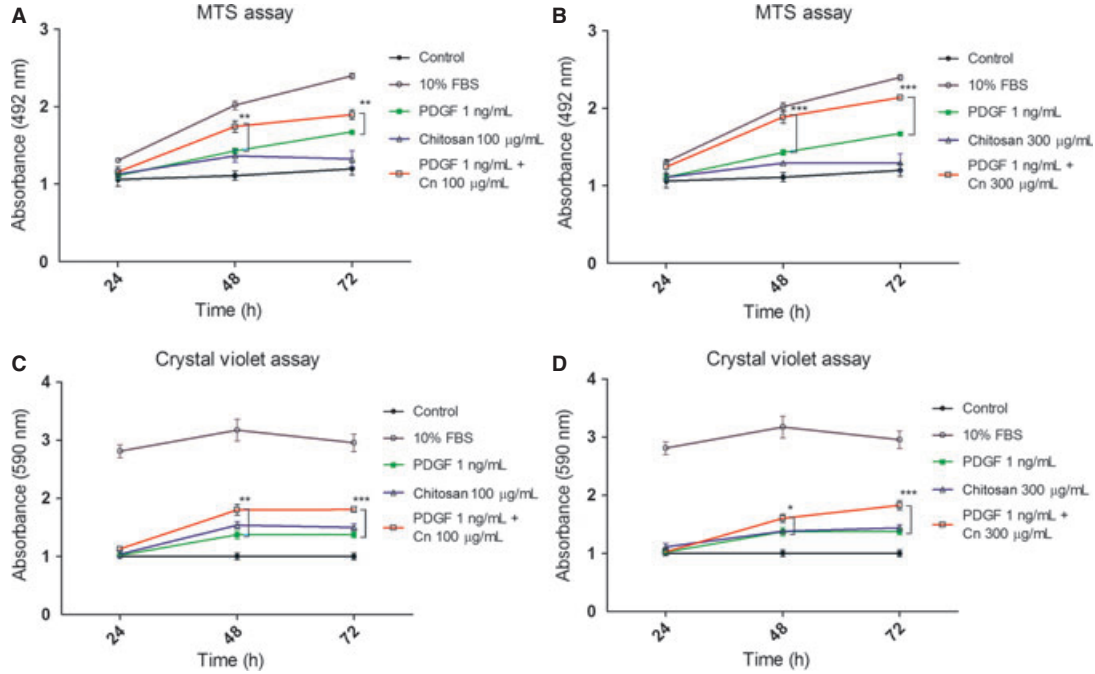 A
MTS assay
Absorbance (492 nm)
3
2
1
0
24
48
72
Time (h)
**
**
Control
10% FBS
PDGF 1 ng/mL
Chitosan 100 μg/mL
PDGF 1 ng/mL +
Cn 100 μg/mL
B
MTS assay
Absorbance (492 nm)
3
2
1
0
24
48
72
Time (h)
***
***
Control
10% FBS
PDGF 1 ng/mL
Chitosan 300 μg/mL
PDGF 1 ng/mL +
Cn 300 μg/mL
C
Crystal violet assay
Absorbance (590 nm)
4
3
2
1
0
24
48
72
Time (h)
**
***
Control
10% FBS
PDGF 1 ng/mL
Chitosan 100 μg/mL
PDGF 1 ng/mL +
Cn 100 μg/mL
D
Crystal violet assay
Absorbance (590 nm)
4
3
2
1
0
24
48
72
Time (h)
*
***
Control
10% FBS
PDGF 1 ng/mL
Chitosan 300 μg/mL
PDGF 1 ng/mL +
Cn 300 μg/mL